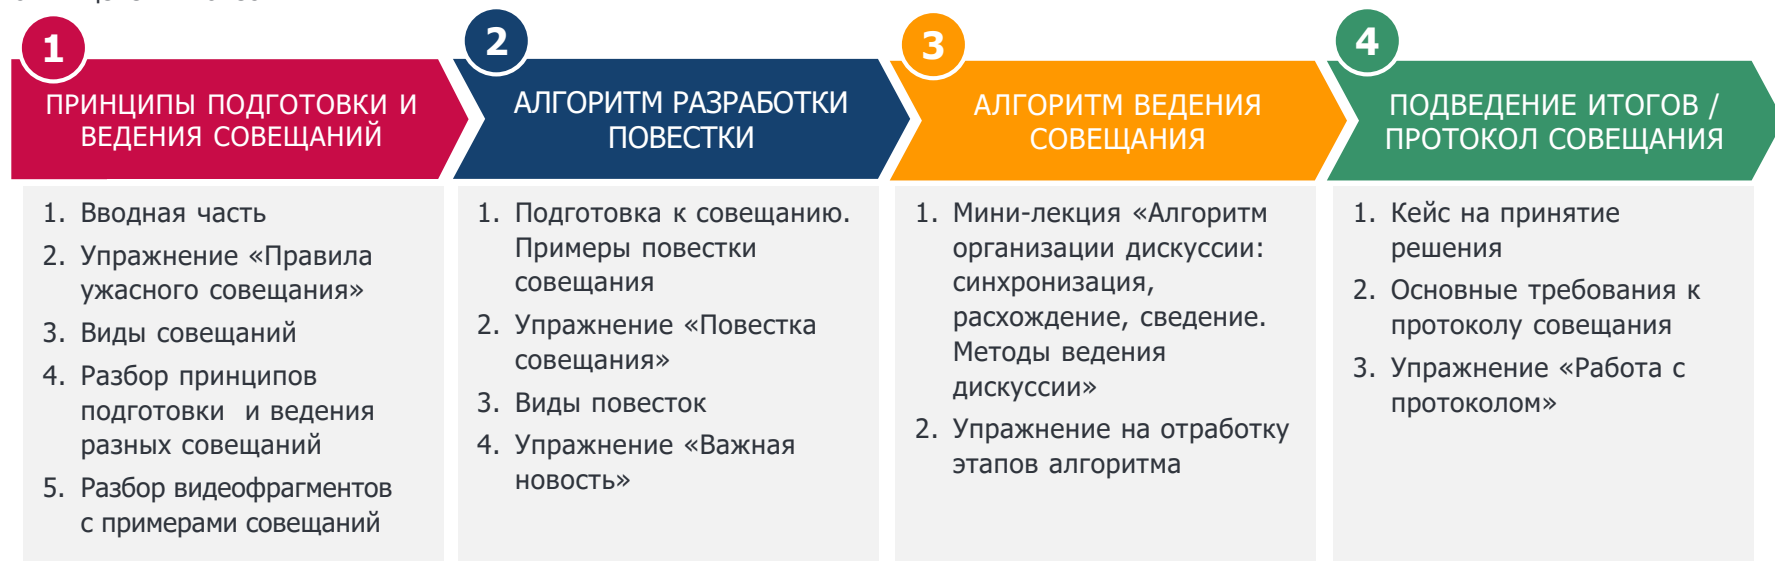 1
ПРИНЦИПЫ ПОДГОТОВКИ И
ВЕДЕНИЯ СОВЕЩАНИЙ
1. Вводная часть
2. Упражнение «Правила
ужасного совещания»
3. Виды совещаний
4. Разбор принципов
подготовки и ведения
разных совещаний
5. Разбор видеофрагментов
с примерами совещаний
2
АЛГОРИТМ РАЗРАБОТКИ
ПОВЕСТКИ
1. Подготовка к совещанию.
Примеры повестки
совещания
2. Упражнение «Повестка
совещания»
3. Виды повесток
4. Упражнение «Важная
новость»
3
АЛГОРИТМ ВЕДЕНИЯ
СОВЕЩАНИЯ
1. Мини-лекция «Алгоритм
организации дискуссии:
синхронизация,
расхождение, сведение.
Методы ведения
дискуссии»
2. Упражнение на отработку
этапов алгоритма
4
ПОДВЕДЕНИЕ ИТОГОВ /
ПРОТОКОЛ СОВЕЩАНИЯ
1. Кейс на принятие
решения
2. Основные требования к
протоколу совещания
3. Упражнение «Работа с
протоколом»